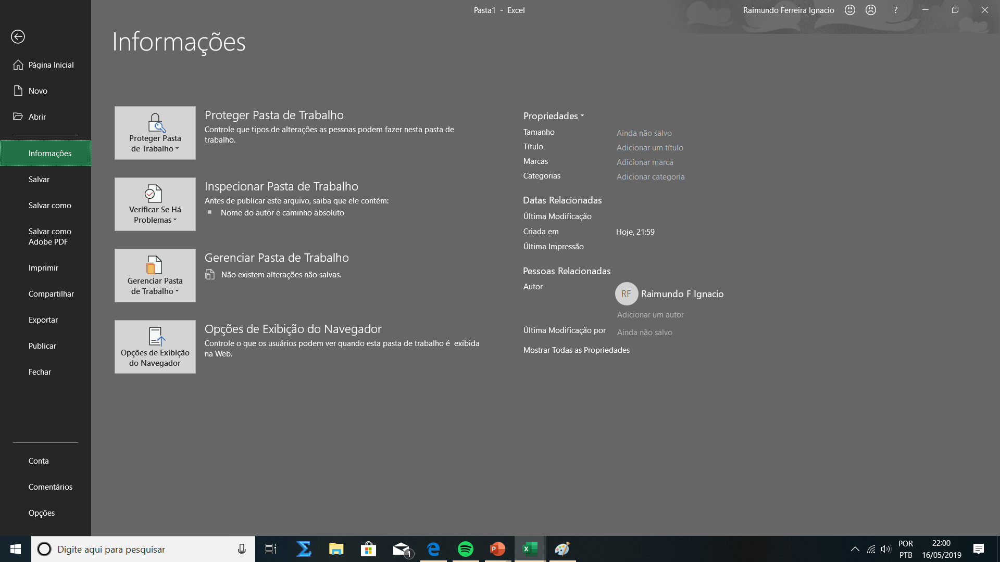 Pasta1 - Excel
Raimundo Ferreira Ignacio
?
Informações
Página Inicial
Novo
Abrir
Informações
Salvar
Salvar como
Salvar como
Adobe PDF
Imprimir
Compartilhar
Exportar
Publicar
Fechar
Conta
Comentários
Opções
Proteger Pasta
de Trabalho
Proteger Pasta de Trabalho
Controle que tipos de alterações as pessoas podem fazer nesta pasta de
trabalho.
Verificar Se Há
Problemas
Inspecionar Pasta de Trabalho
Antes de publicar este arquivo, saiba que ele contém:
Nome do autor e caminho absoluto
Gerenciar Pasta
de Trabalho
Gerenciar Pasta de Trabalho
Não existem alterações não salvas.
Opções de Exibição
do Navegador
Opções de Exibição do Navegador
Controle o que os usuários podem ver quando esta pasta de trabalho é exibida
na Web.
Propriedades
Tamanho Ainda não salvo
Título Adicionar um título
Marcas Adicionar marca
Categorias Adicionar categoria
Datas Relacionadas
Última Modificação
Criada em Hoje, 21:59
Última Impressão
Pessoas Relacionadas
Autor
RF Raimundo F Ignacio
Adicionar um autor
Última Modificação por Ainda não salvo
Mostrar Todas as Propriedades
Digite aqui para pesquisar
1
POR
PTB
22:00
16/05/2019